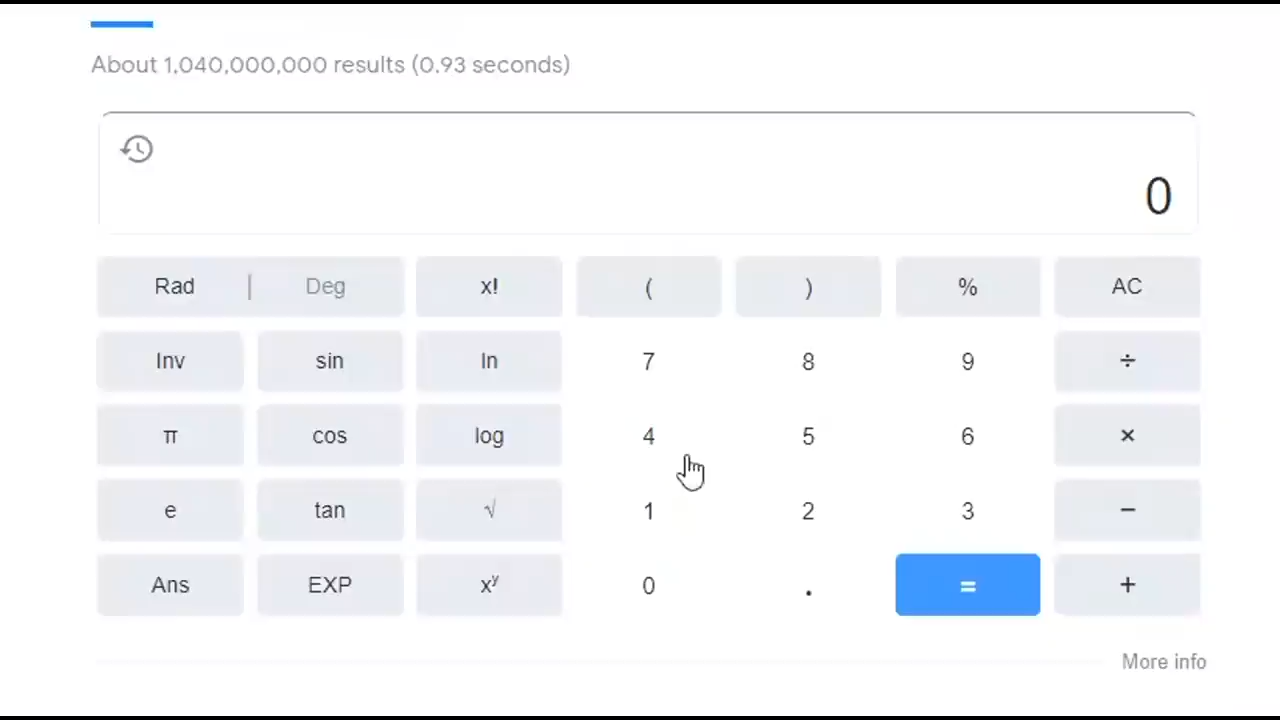 About 1,040,000,000 results (0.93 seconds)
0
Rad | Deg x! ( ) % AC
Inv sin ln 7 8 9 ÷
π cos log 4 5 6 ×
e tan √ 1 2 3 −
Ans EXP xʸ 0 . = +
More info